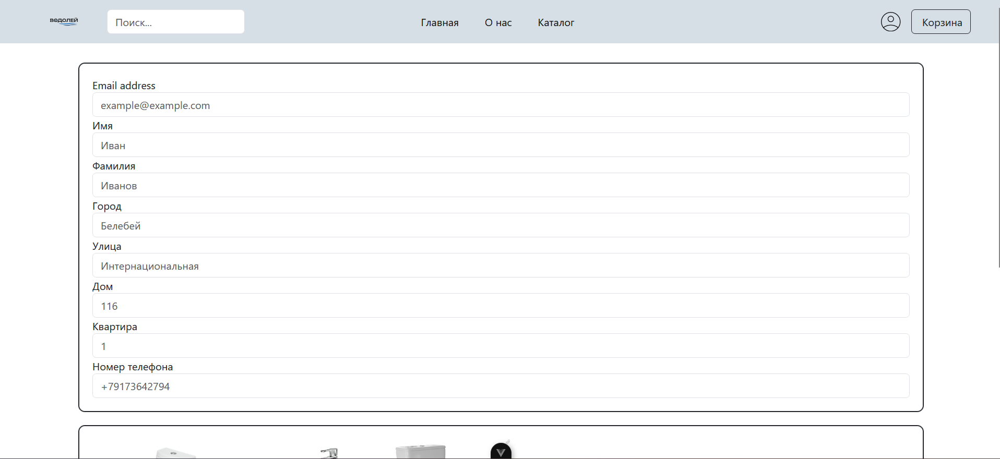 ВОДОЛЕЙ
Поиск...
Главная
О нас
Каталог
Корзина
Email address
example@example.com
Имя
Иван
Фамилия
Иванов
Город
Белебей
Улица
Интернациональная
Дом
116
Квартира
1
Номер телефона
+79173642794